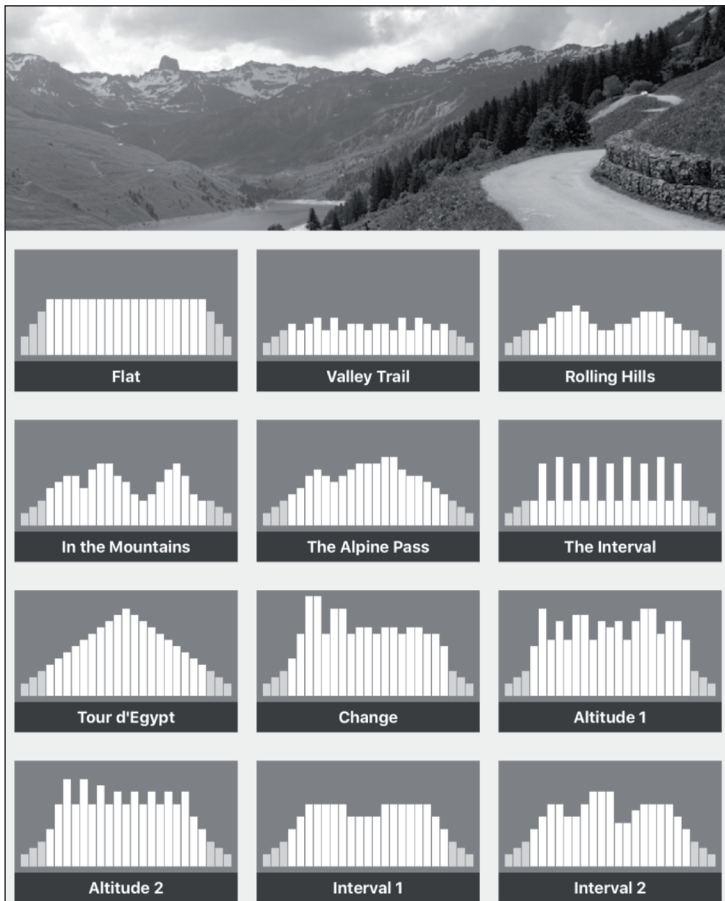 Flat
Valley Trail
Rolling Hills
In the Mountains
The Alpine Pass
The Interval
Tour d'Egypt
Change
Altitude 1
Altitude 2
Interval 1
Interval 2